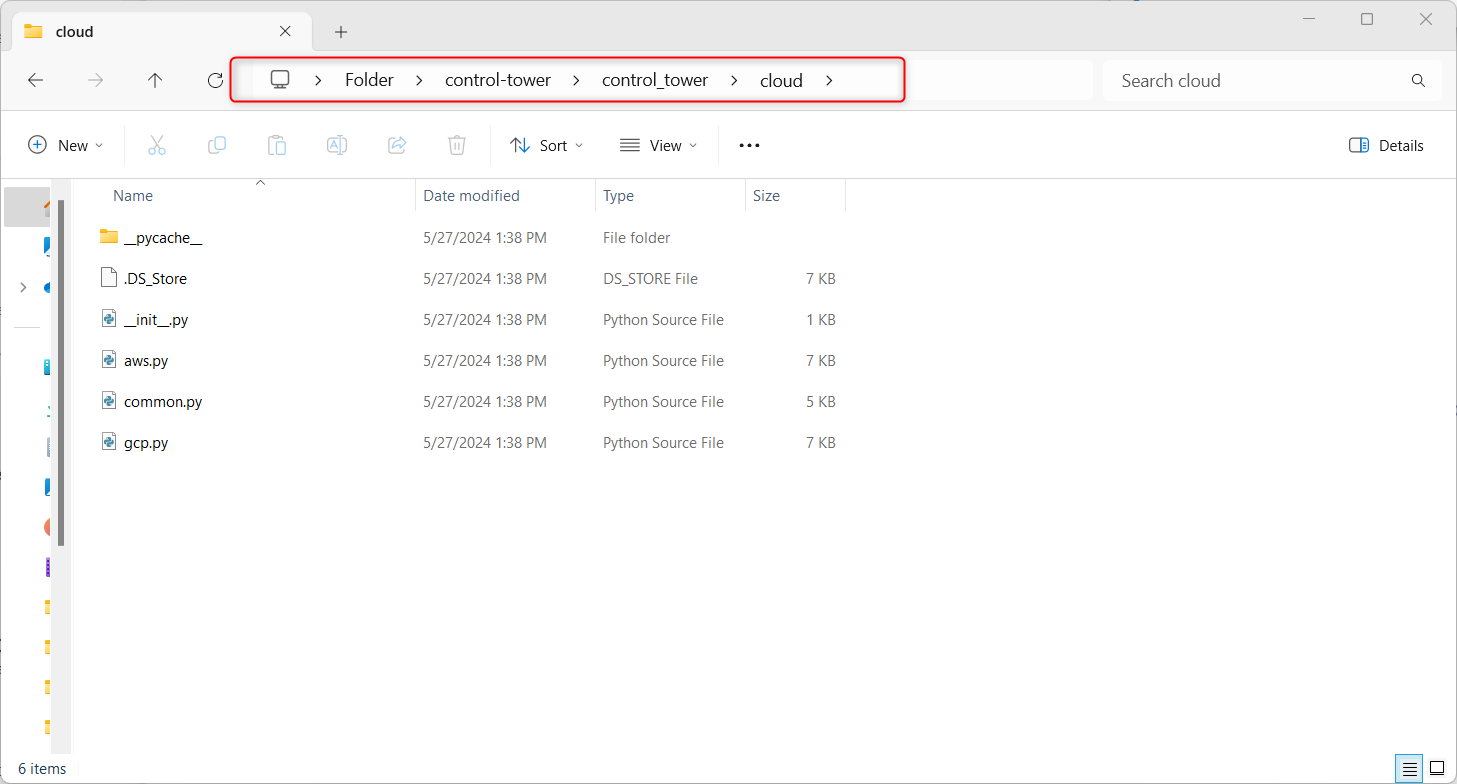 cloud
Folder control-tower control_tower cloud Search cloud
New Sort View Details
Name Date modified Type Size
__pycache__ 5/27/2024 1:38 PM File folder
.DS_Store 5/27/2024 1:38 PM DS_STORE File 7 KB
__init__.py 5/27/2024 1:38 PM Python Source File 1 KB
aws.py 5/27/2024 1:38 PM Python Source File 7 KB
common.py 5/27/2024 1:38 PM Python Source File 5 KB
gcp.py 5/27/2024 1:38 PM Python Source File 7 KB
6 items